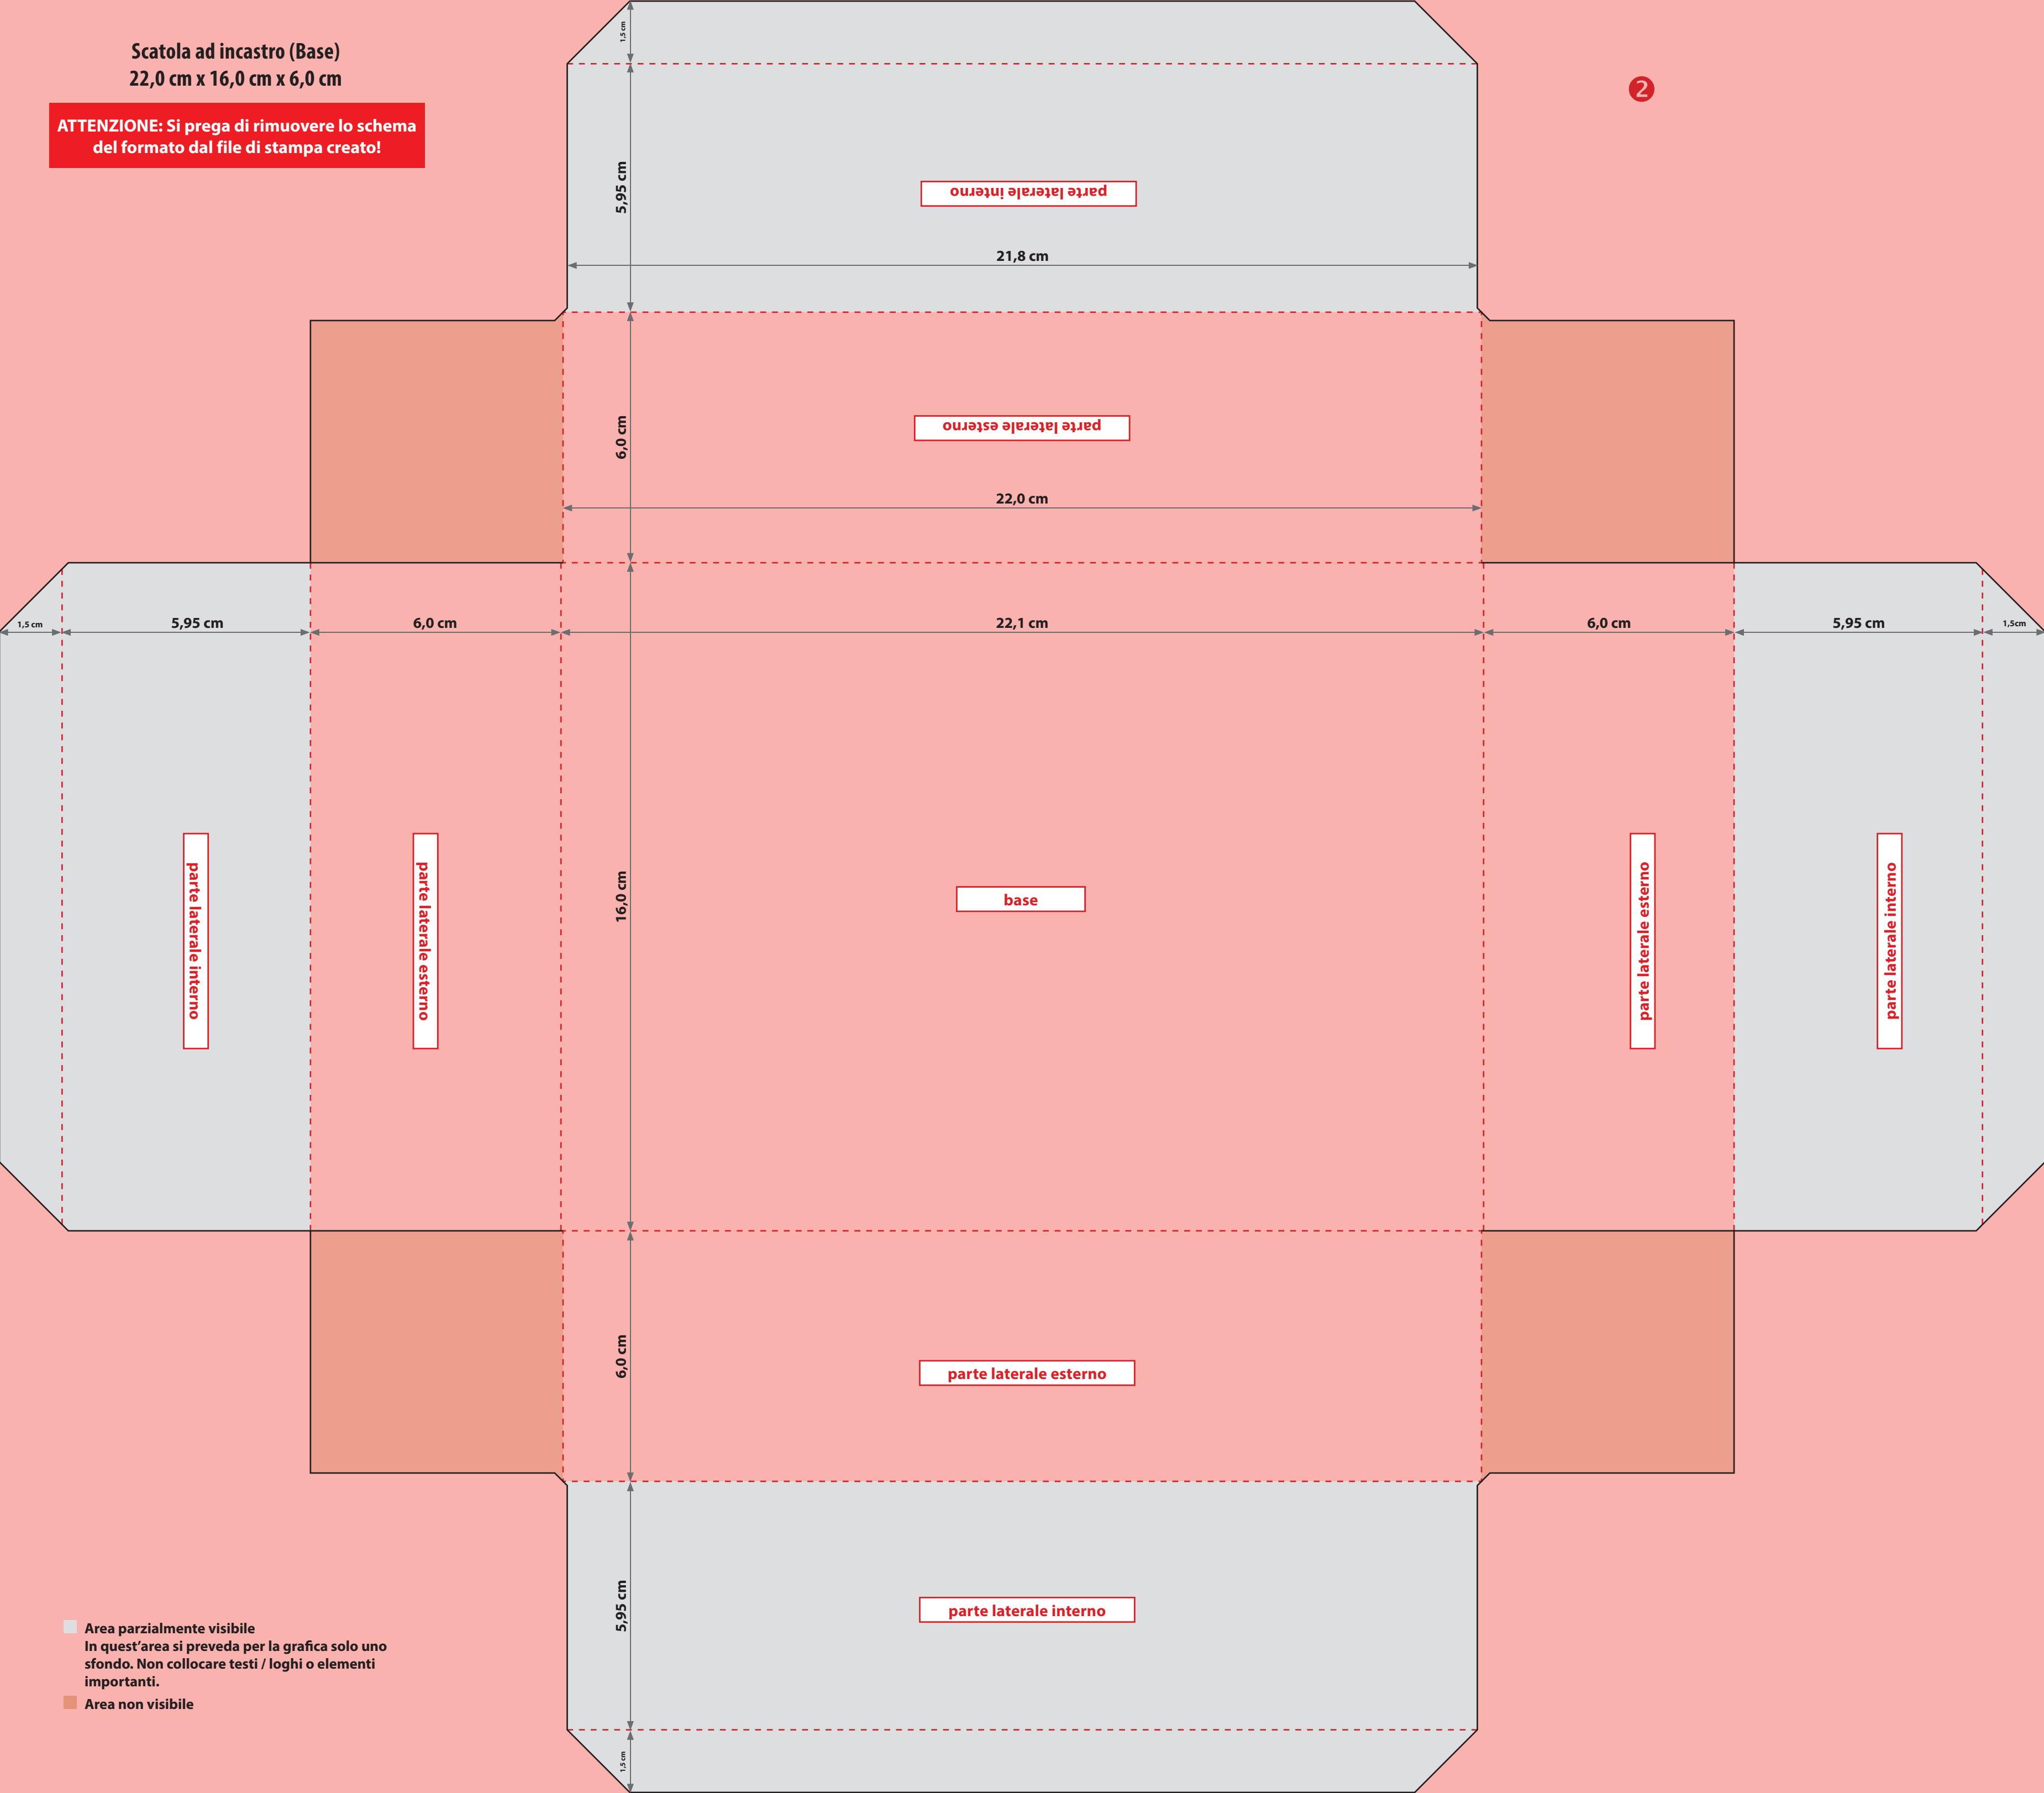 1,5 cm
Scatola ad incastro (Base)
22,0 cm x 16,0 cm x 6,0 cm
2
ATTENZIONE: Si prega di rimuovere lo schema
del formato dal file di stampa creato!
5,95 cm
parte laterale interno
21,8 cm
6,0 cm
parte laterale esterno
22,0 cm
1,5 cm
5,95 cm
6,0 cm
22,1 cm
6,0 cm
5,95 cm
1,5cm
parte laterale interno
parte laterale esterno
16,0 cm
base
parte laterale esterno
parte laterale interno
6,0 cm
parte laterale esterno
5,95 cm
parte laterale interno
Area parzialmente visibile
In quest'area si preveda per la grafica solo uno
sfondo. Non collocare testi / loghi o elementi
importanti.
Area non visibile
1,5 cm